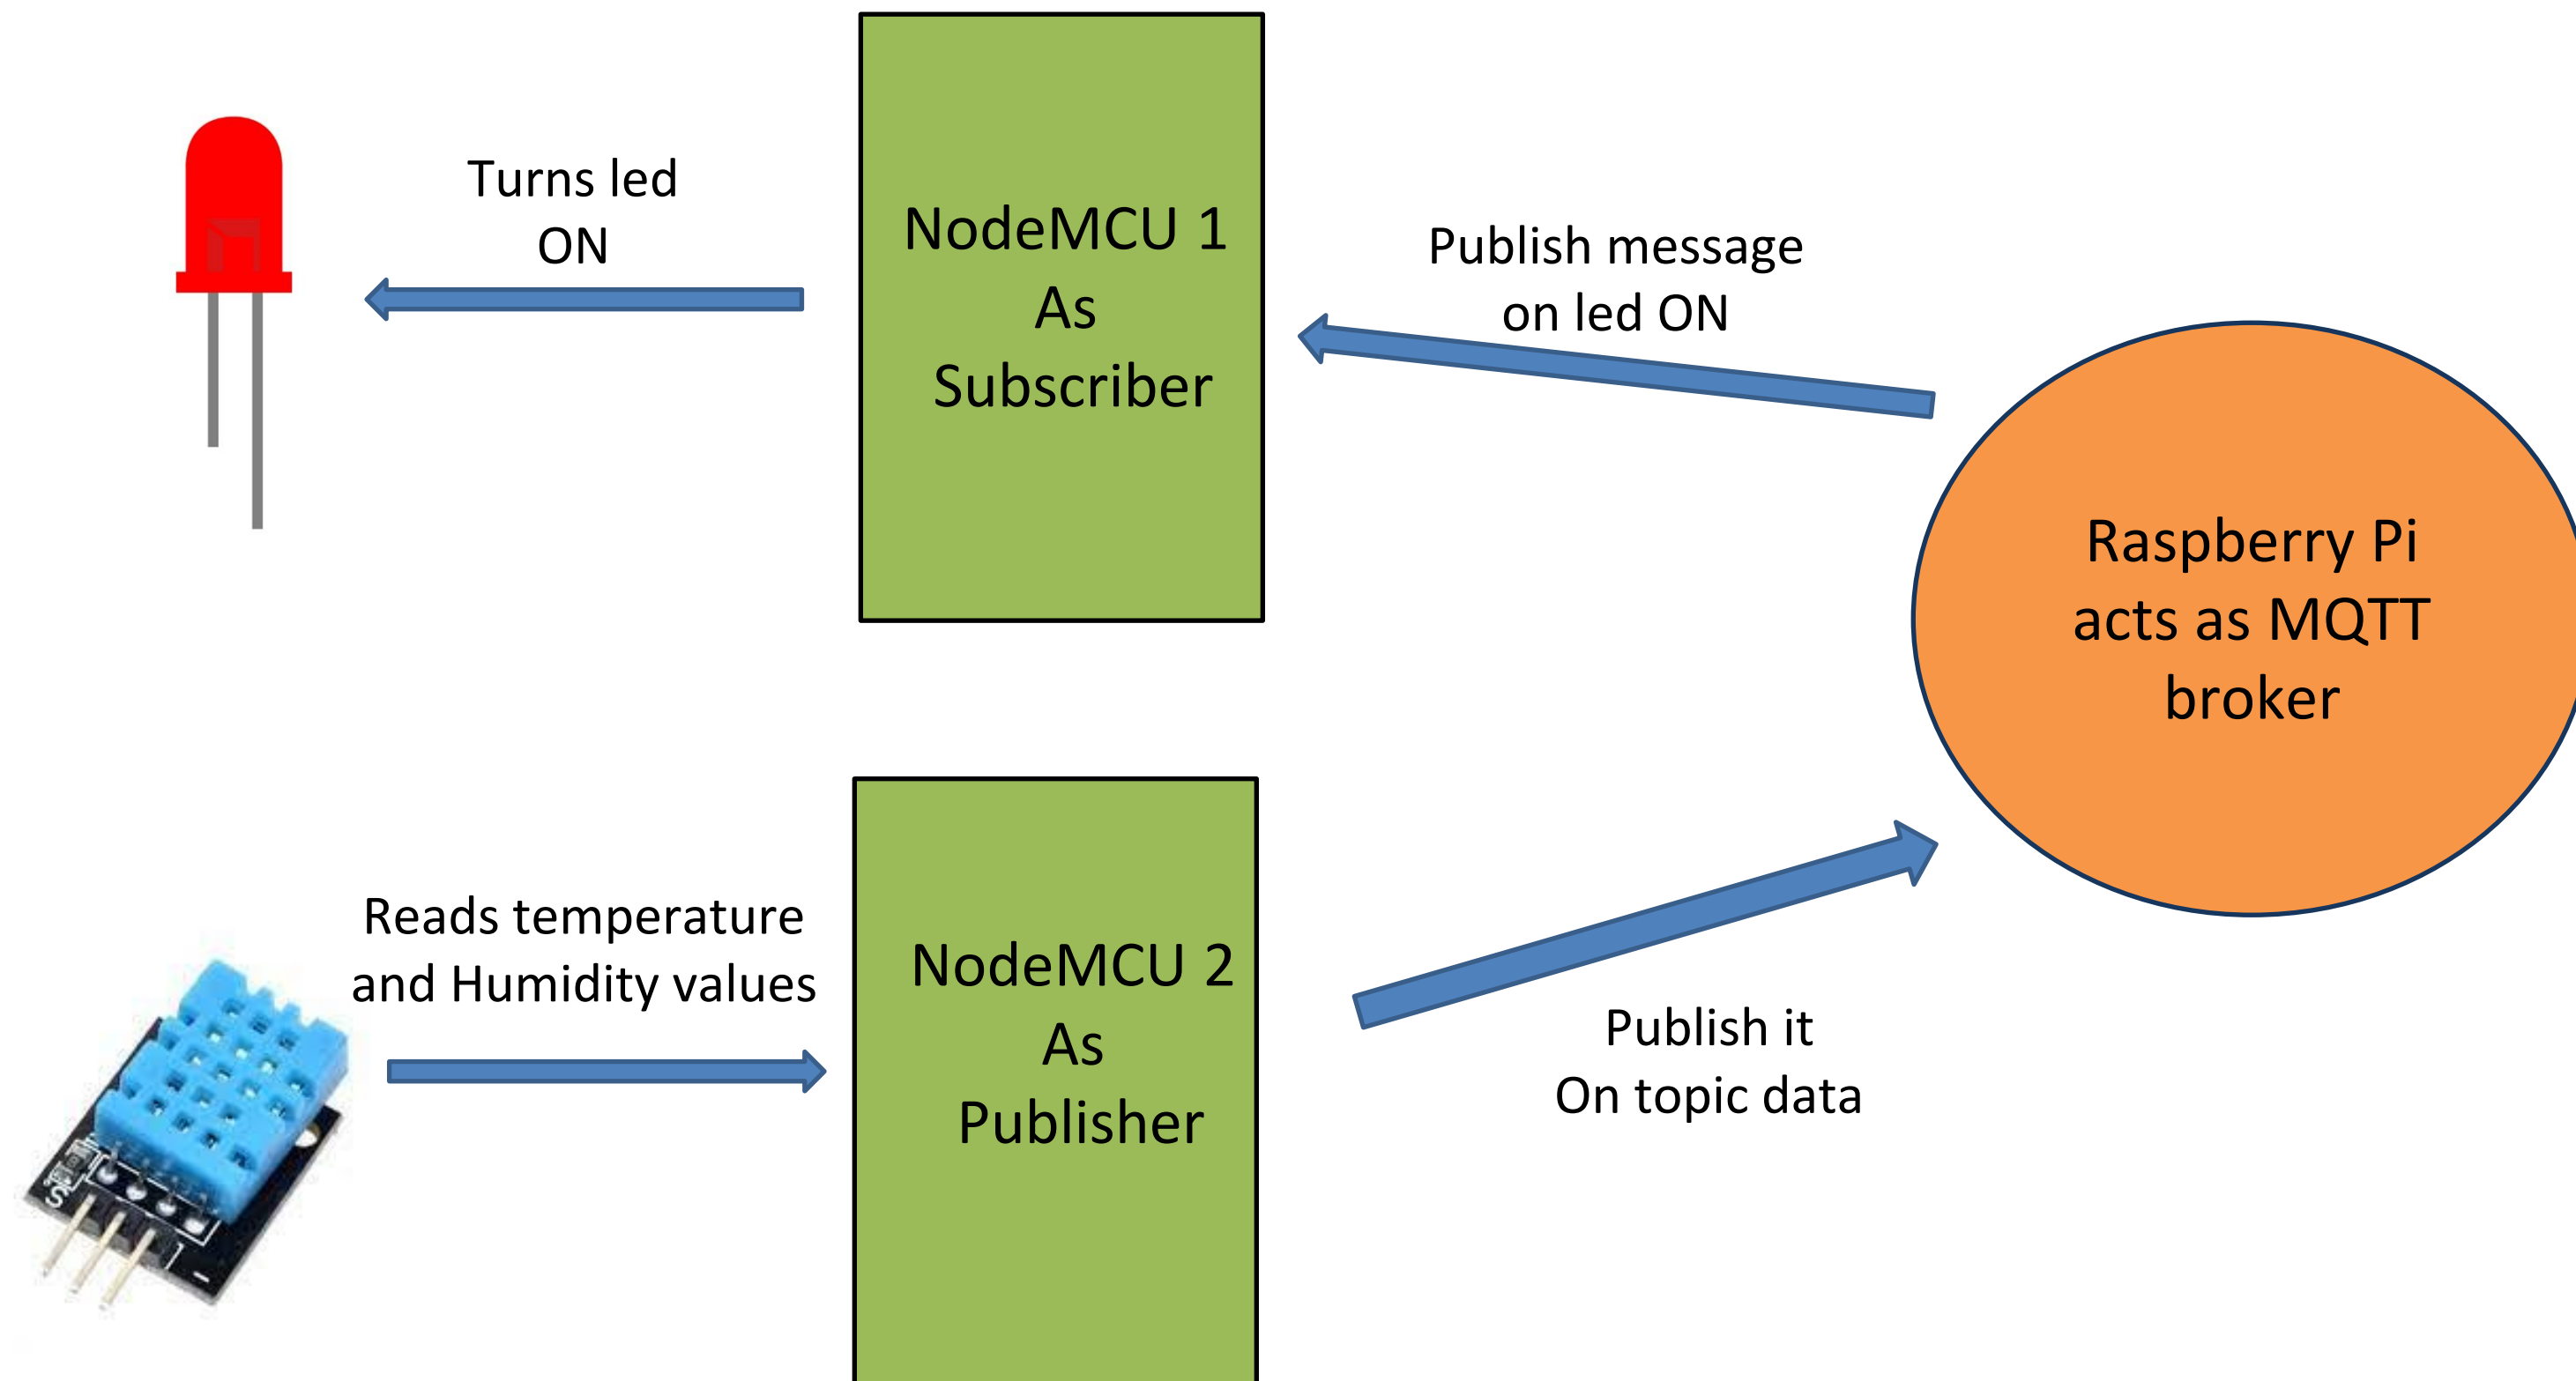 Turns led
ON
NodeMCU 1
As
Subscriber
Publish message
on led ON
Raspberry Pi
acts as MQTT
broker
Reads temperature
and Humidity values
NodeMCU 2
As
Publisher
Publish it
On topic data
S
-